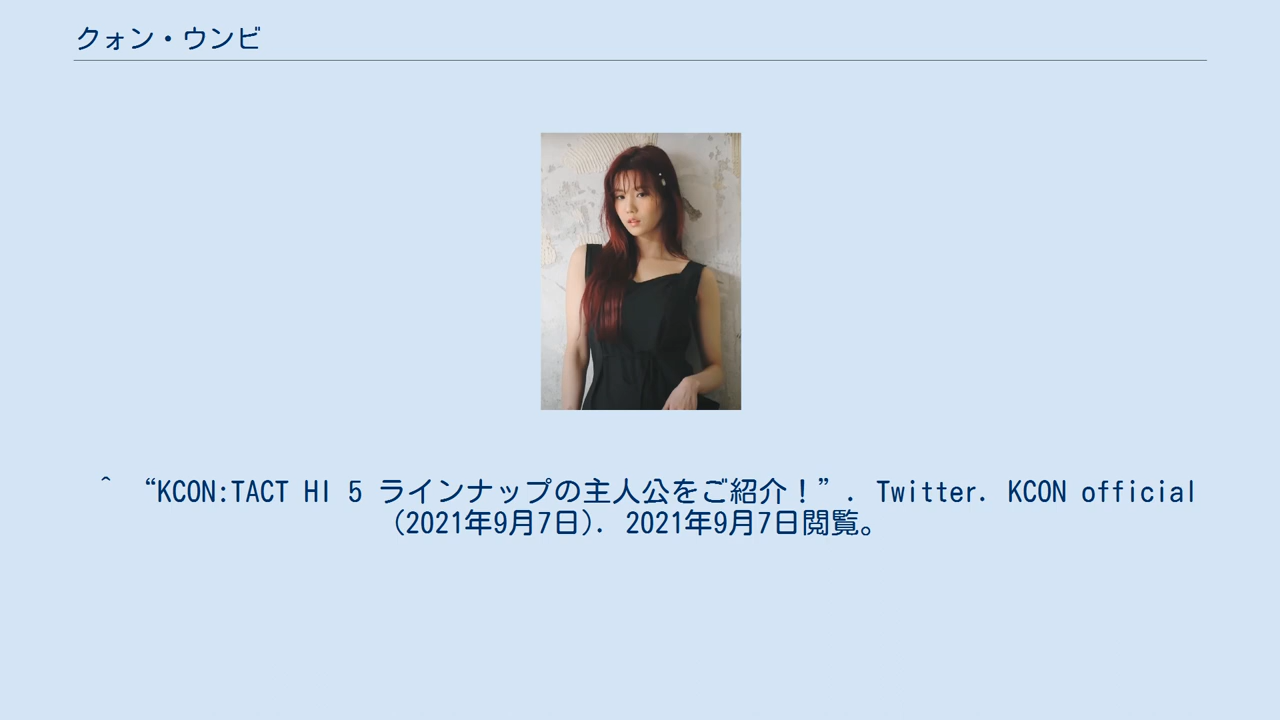 クォン・ウンビ
^ “KCON:TACT HI 5 ラインナップの主人公をご紹介！”. Twitter. KCON official
(2021年9月7日). 2021年9月7日閲覧。